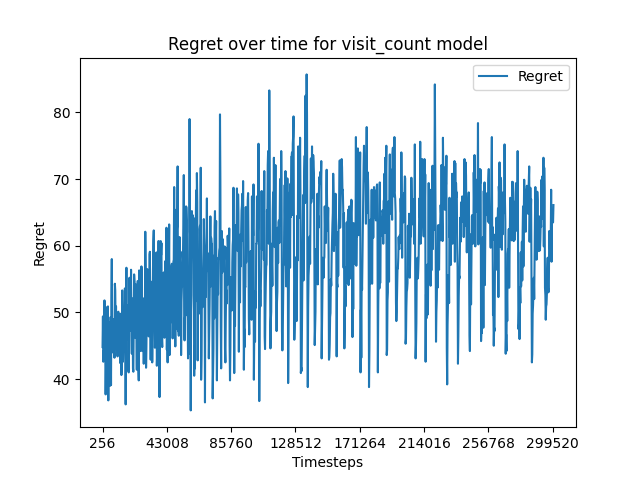 Regret over time for visit_count model
Regret
80
70
60
50
40
Regret
256 43008 85760 128512 171264 214016 256768 299520
Timesteps